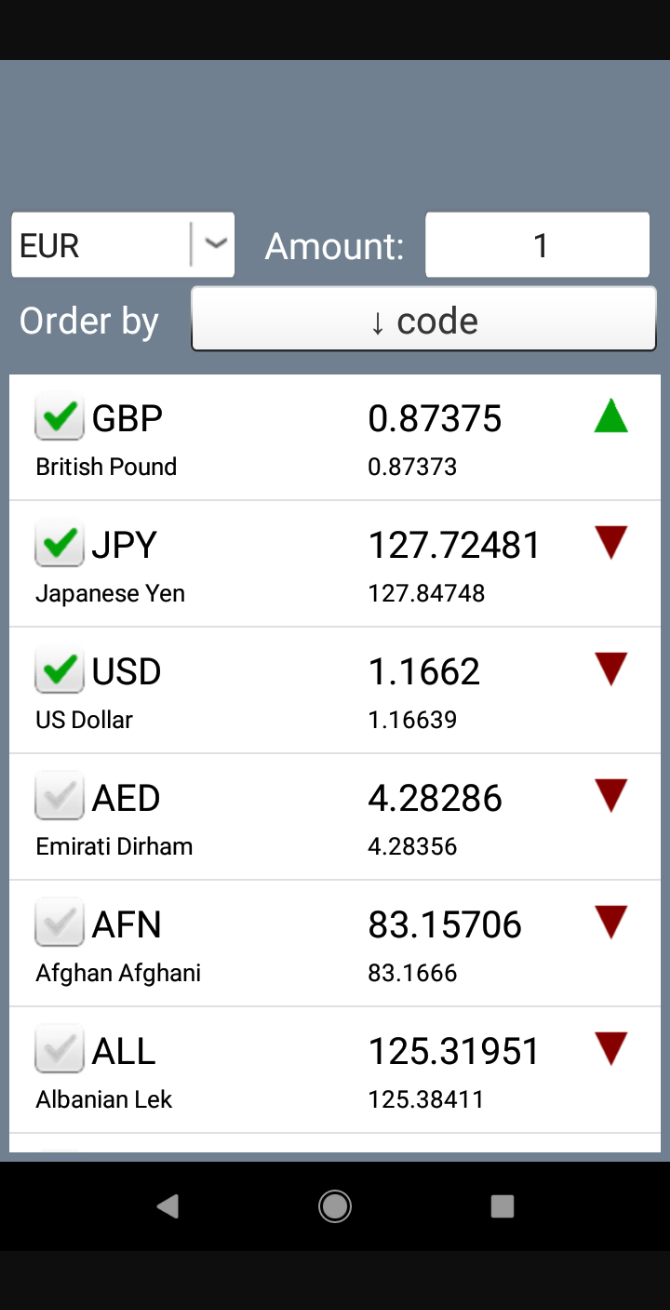 EUR
Amount:
1
Order by
↓ code
GBP
0.87375
British Pound
0.87373
JPY
127.72481
Japanese Yen
127.84748
USD
1.1662
US Dollar
1.16639
AED
4.28286
Emirati Dirham
4.28356
AFN
83.15706
Afghan Afghani
83.1666
ALL
125.31951
Albanian Lek
125.38411